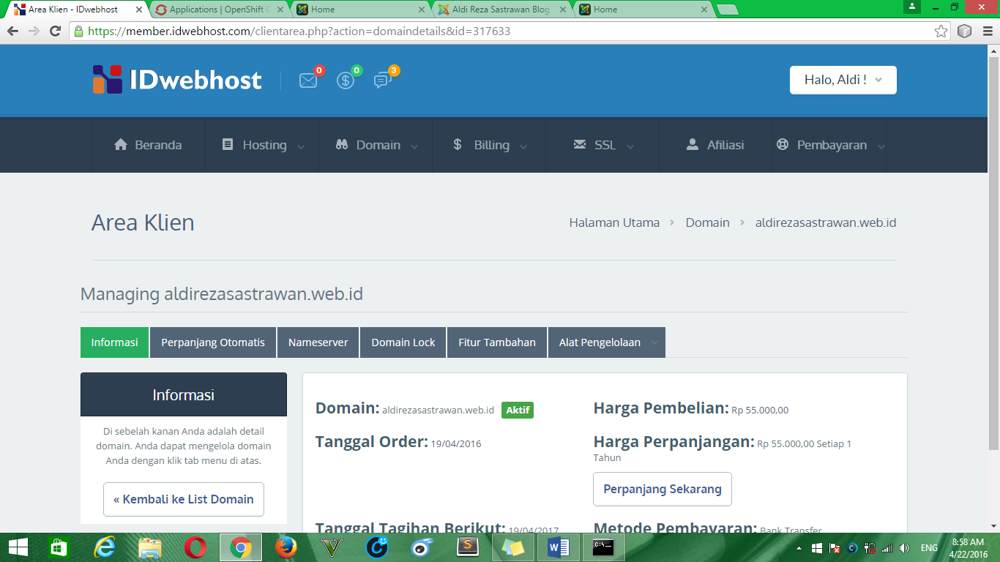 Area Klien - IDwebhost
Applications | OpenShift
Home
Aldi Reza Sastrawan Blog
Home
https://member.idwebhost.com/clientarea.php?action=domaindetails&id=317633
IDwebhost
0
0
3
Halo, Aldi !
Beranda
Hosting
Domain
Billing
SSL
Afiliasi
Pembayaran
Area Klien
Halaman Utama > Domain > aldirezasastrawan.web.id
Managing aldirezasastrawan.web.id
Informasi
Perpanjang Otomatis
Nameserver
Domain Lock
Fitur Tambahan
Alat Pengelolaan
Informasi
Di sebelah kanan Anda adalah detail
domain. Anda dapat mengelola domain
Anda dengan klik tab menu di atas.
« Kembali ke List Domain
Domain: aldirezasastrawan.web.id Aktif
Harga Pembelian: Rp 55.000,00
Tanggal Order: 19/04/2016
Harga Perpanjangan: Rp 55.000,00 Setiap 1
Tahun
Perpanjang Sekarang
Tanggal Tagihan Berikut: 19/04/2017
Metode Pembayaran: Bank Transfer
ENG
8:58 AM
4/22/2016